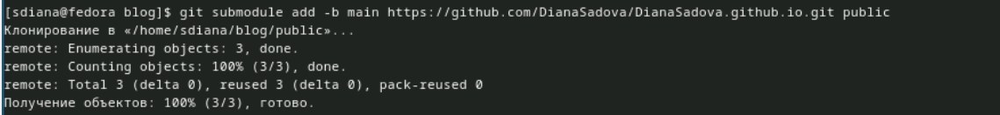 [sdiana@fedora blog]$ git submodule add -b main https://github.com/DianaSadova/DianaSadova.github.io.git public
Клонирование в «/home/sdiana/blog/public»...
remote: Enumerating objects: 3, done.
remote: Counting objects: 100% (3/3), done.
remote: Total 3 (delta 0), reused 3 (delta 0), pack-reused 0
Получение объектов: 100% (3/3), готово.